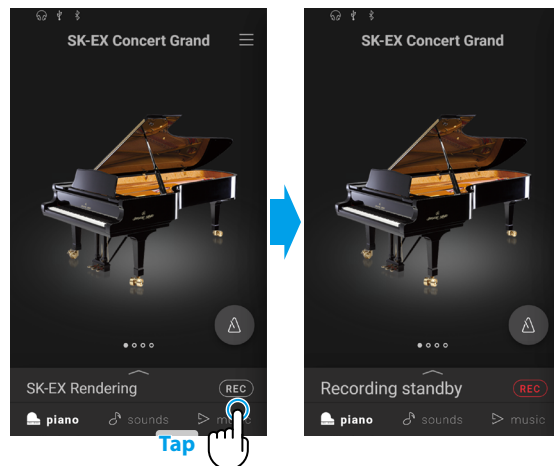 SK-EX Concert Grand
SK-EX Rendering
REC
piano
sounds
music
Tap
SK-EX Concert Grand
Recording standby
REC
piano
sounds
music